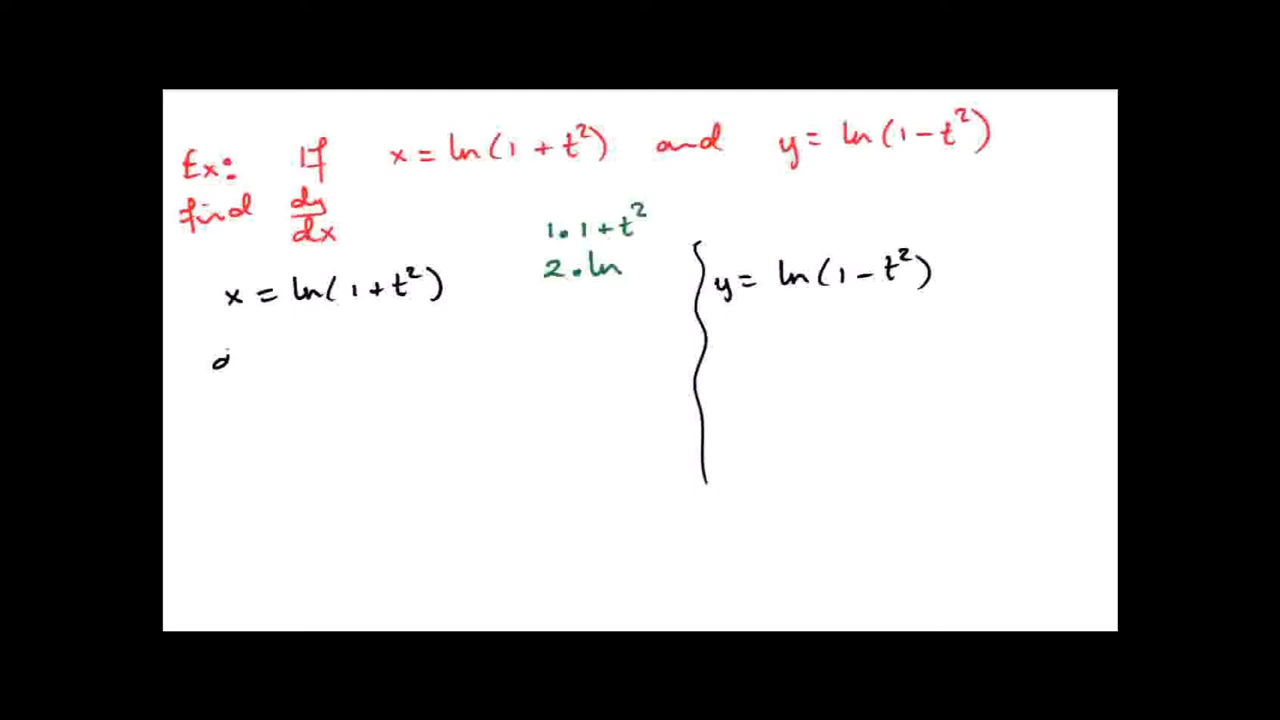 Ex: If x = ln(1 + t²) and y = ln(1 - t²)
find dy/dx
1. 1 + t²
2. ln
x = ln(1 + t²)
d
y = ln(1 - t²)